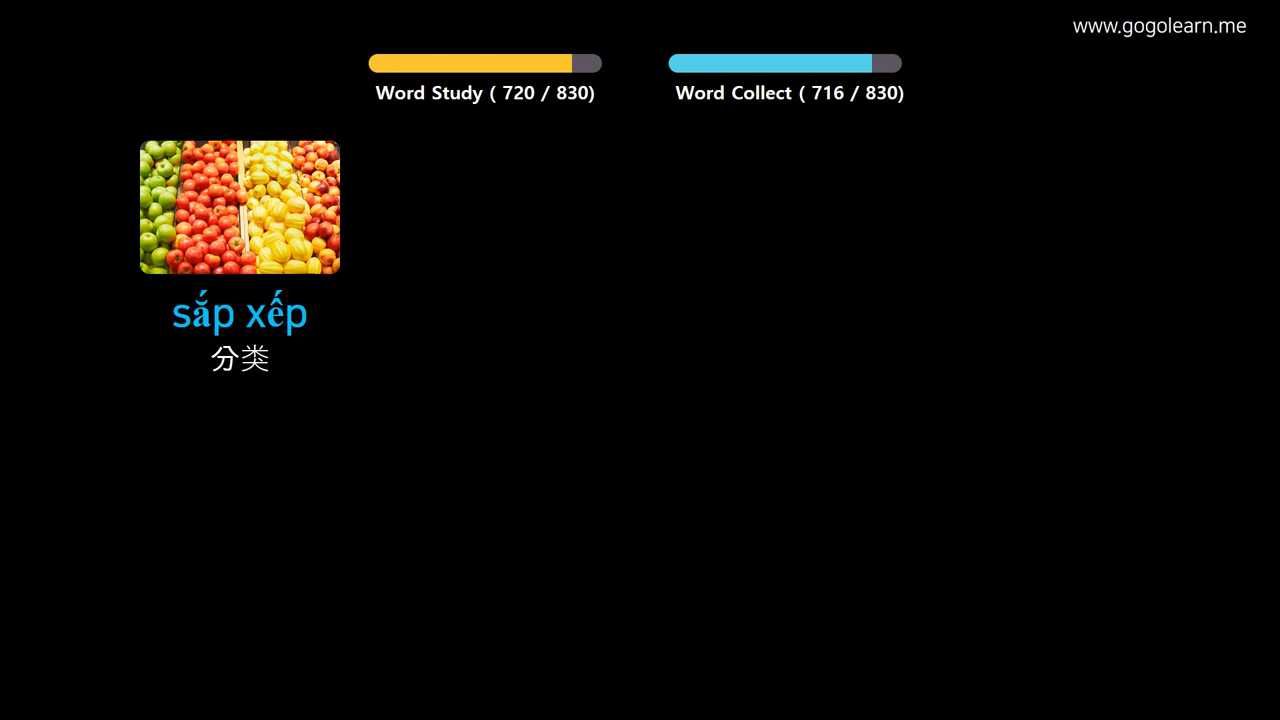 www.gogolearn.me
Word Study ( 720 / 830)
Word Collect ( 716 / 830)
sắp xếp
分类